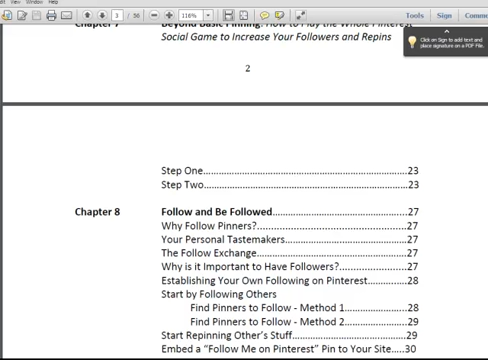 Edit View Window Help
3 / 56 116% Tools Sign Comme
Chapter 7 Beyond Basic Pinning: How to Play the Whole Pinterest
Social Game to Increase Your Followers and Repins
Click on Sign to add text and
place signature on a PDF File.
2
Step One 23
Step Two 23
Chapter 8 Follow and Be Followed 27
Why Follow Pinners? 27
Your Personal Tastemakers 27
The Follow Exchange 27
Why is it Important to Have Followers? 27
Establishing Your Own Following on Pinterest 28
Start by Following Others
Find Pinners to Follow - Method 1 28
Find Pinners to Follow - Method 2 29
Start Repinning Other's Stuff 29
Embed a "Follow Me on Pinterest" Pin to Your Site 30